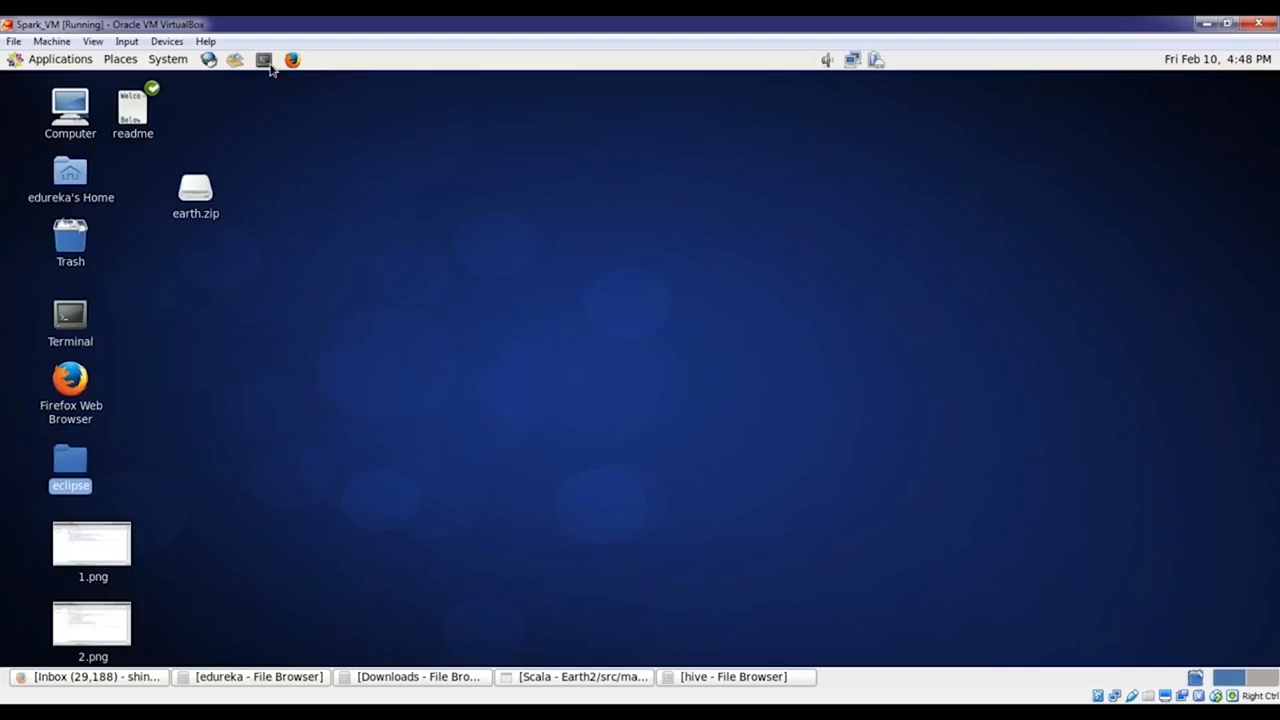 Spark_VM [Running] - Oracle VM VirtualBox
File Machine View Input Devices Help
Applications Places System
Fri Feb 10, 4:48 PM
Welco
Below
Computer
readme
edureka's Home
earth.zip
Trash
Terminal
Firefox Web
Browser
eclipse
1.png
2.png
[Inbox (29,188) - shin...
[edureka - File Browser]
[Downloads - File Bro...
[Scala - Earth2/src/ma...
[hive - File Browser]
Right Ctrl